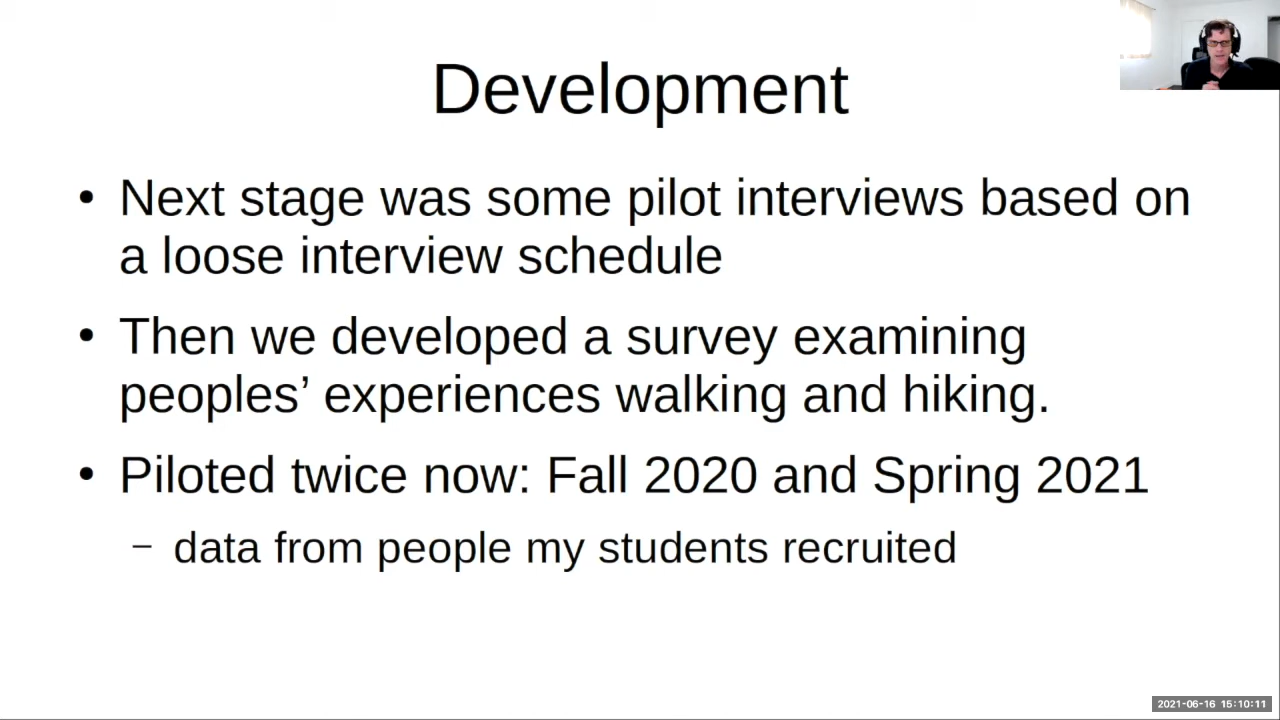 Development
• Next stage was some pilot interviews based on
a loose interview schedule
• Then we developed a survey examining
peoples’ experiences walking and hiking.
• Piloted twice now: Fall 2020 and Spring 2021
– data from people my students recruited
2021-06-16 15:10:11